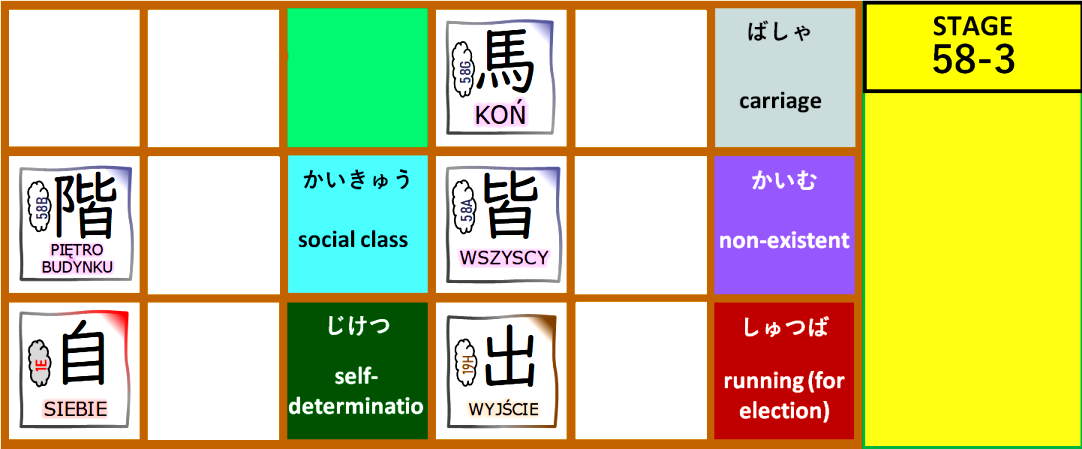 58G
馬
KOŃ
ばしゃ
carriage
STAGE
58-3
58B
階
PIĘTRO
BUDYNKU
かいきゅう
social class
58A
皆
WSZYSCY
かいむ
non-existent
1E
自
SIEBIE
じけつ
self-
determinatio
19H
出
WYJŚCIE
しゅつば
running (for
election)